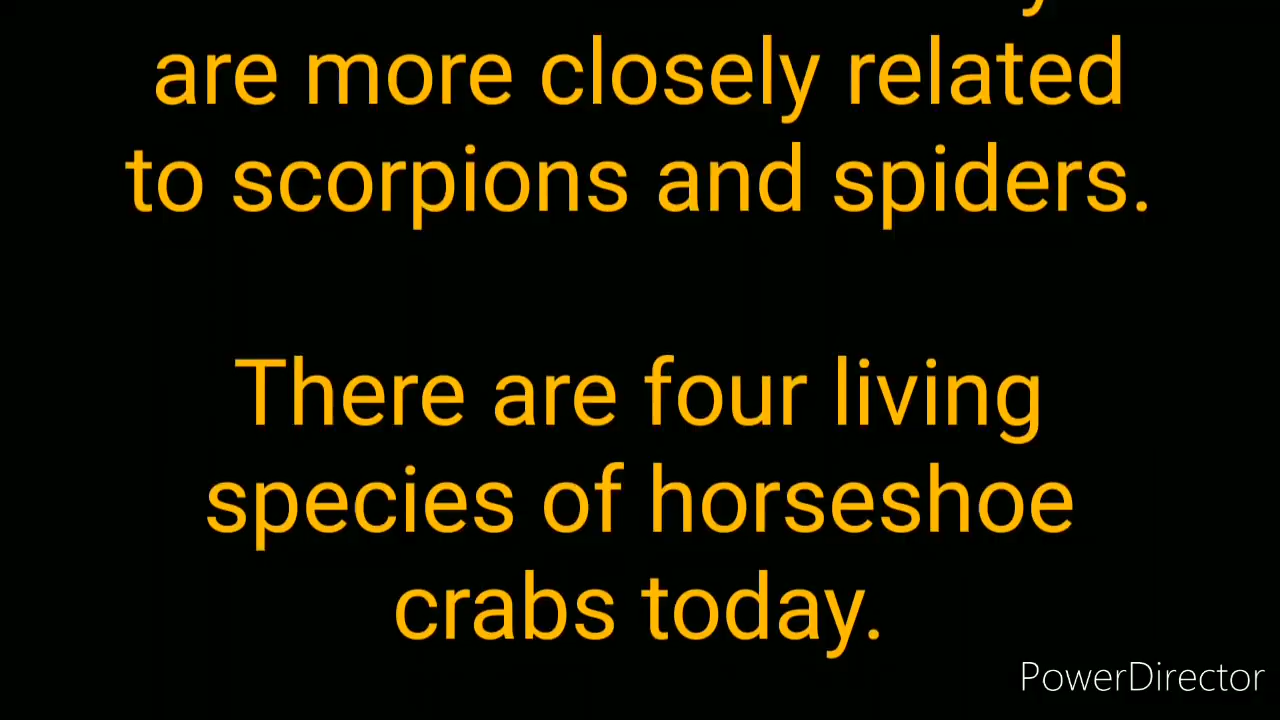 are more closely related
to scorpions and spiders.
There are four living
species of horseshoe
crabs today.
PowerDirector